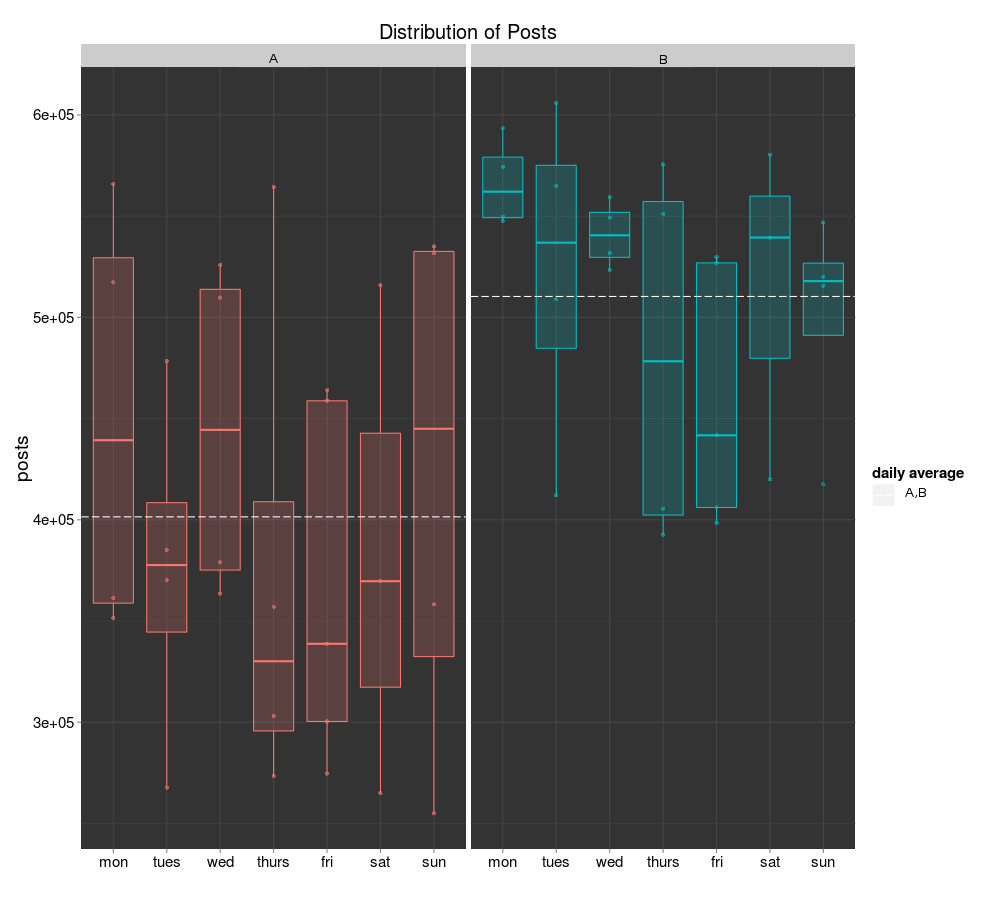 Distribution of Posts
A
B
6e+05
5e+05
4e+05
3e+05
posts
mon tues wed thurs fri sat sun
mon tues wed thurs fri sat sun
daily average
A,B